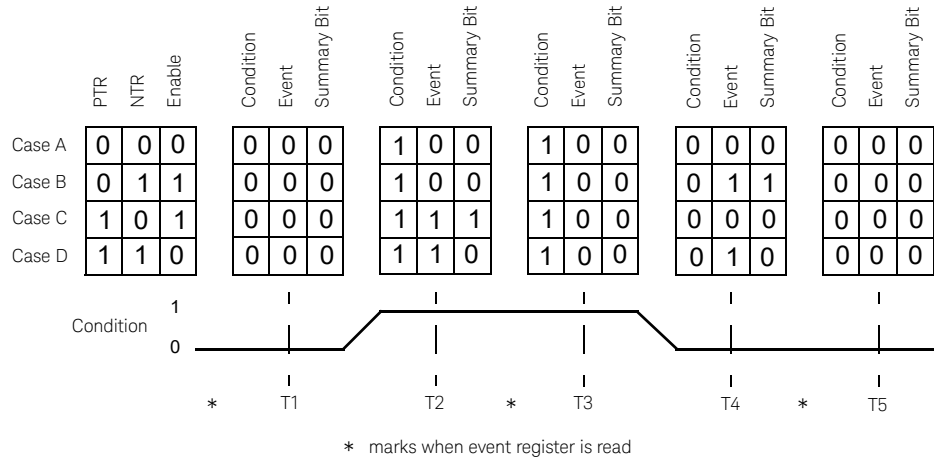 PTR NTR Enable Condition Event Summary Bit Condition Event Summary Bit Condition Event Summary Bit Condition Event Summary Bit Condition Event Summary Bit
Case A 0 0 0 0 0 0 1 0 0 1 0 0 0 0 0 0 0 0
Case B 0 1 1 0 0 0 1 0 0 1 0 0 0 1 1 0 0 0
Case C 1 0 1 0 0 0 1 1 1 1 0 0 0 0 0 0 0 0
Case D 1 1 0 0 0 0 1 1 0 1 0 0 0 1 0 0 0 0
1
Condition
0
* T1 T2 * T3 T4 * T5
* marks when event register is read